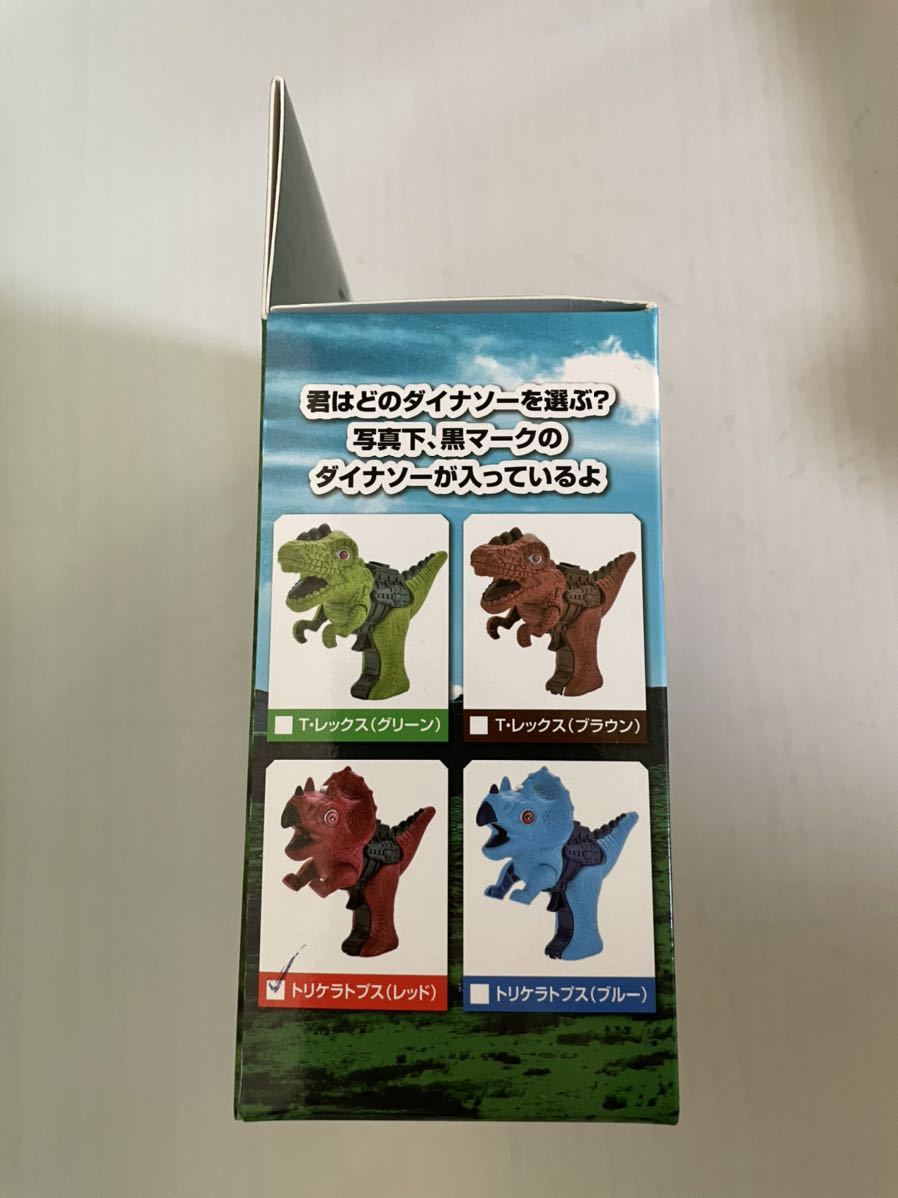 君はどのダイナソーを選ぶ?
写真下、黒マークの
ダイナソーが入っているよ
T・レックス(グリーン)
T・レックス(ブラウン)
トリケラトプス(レッド)
トリケラトプス(ブルー)